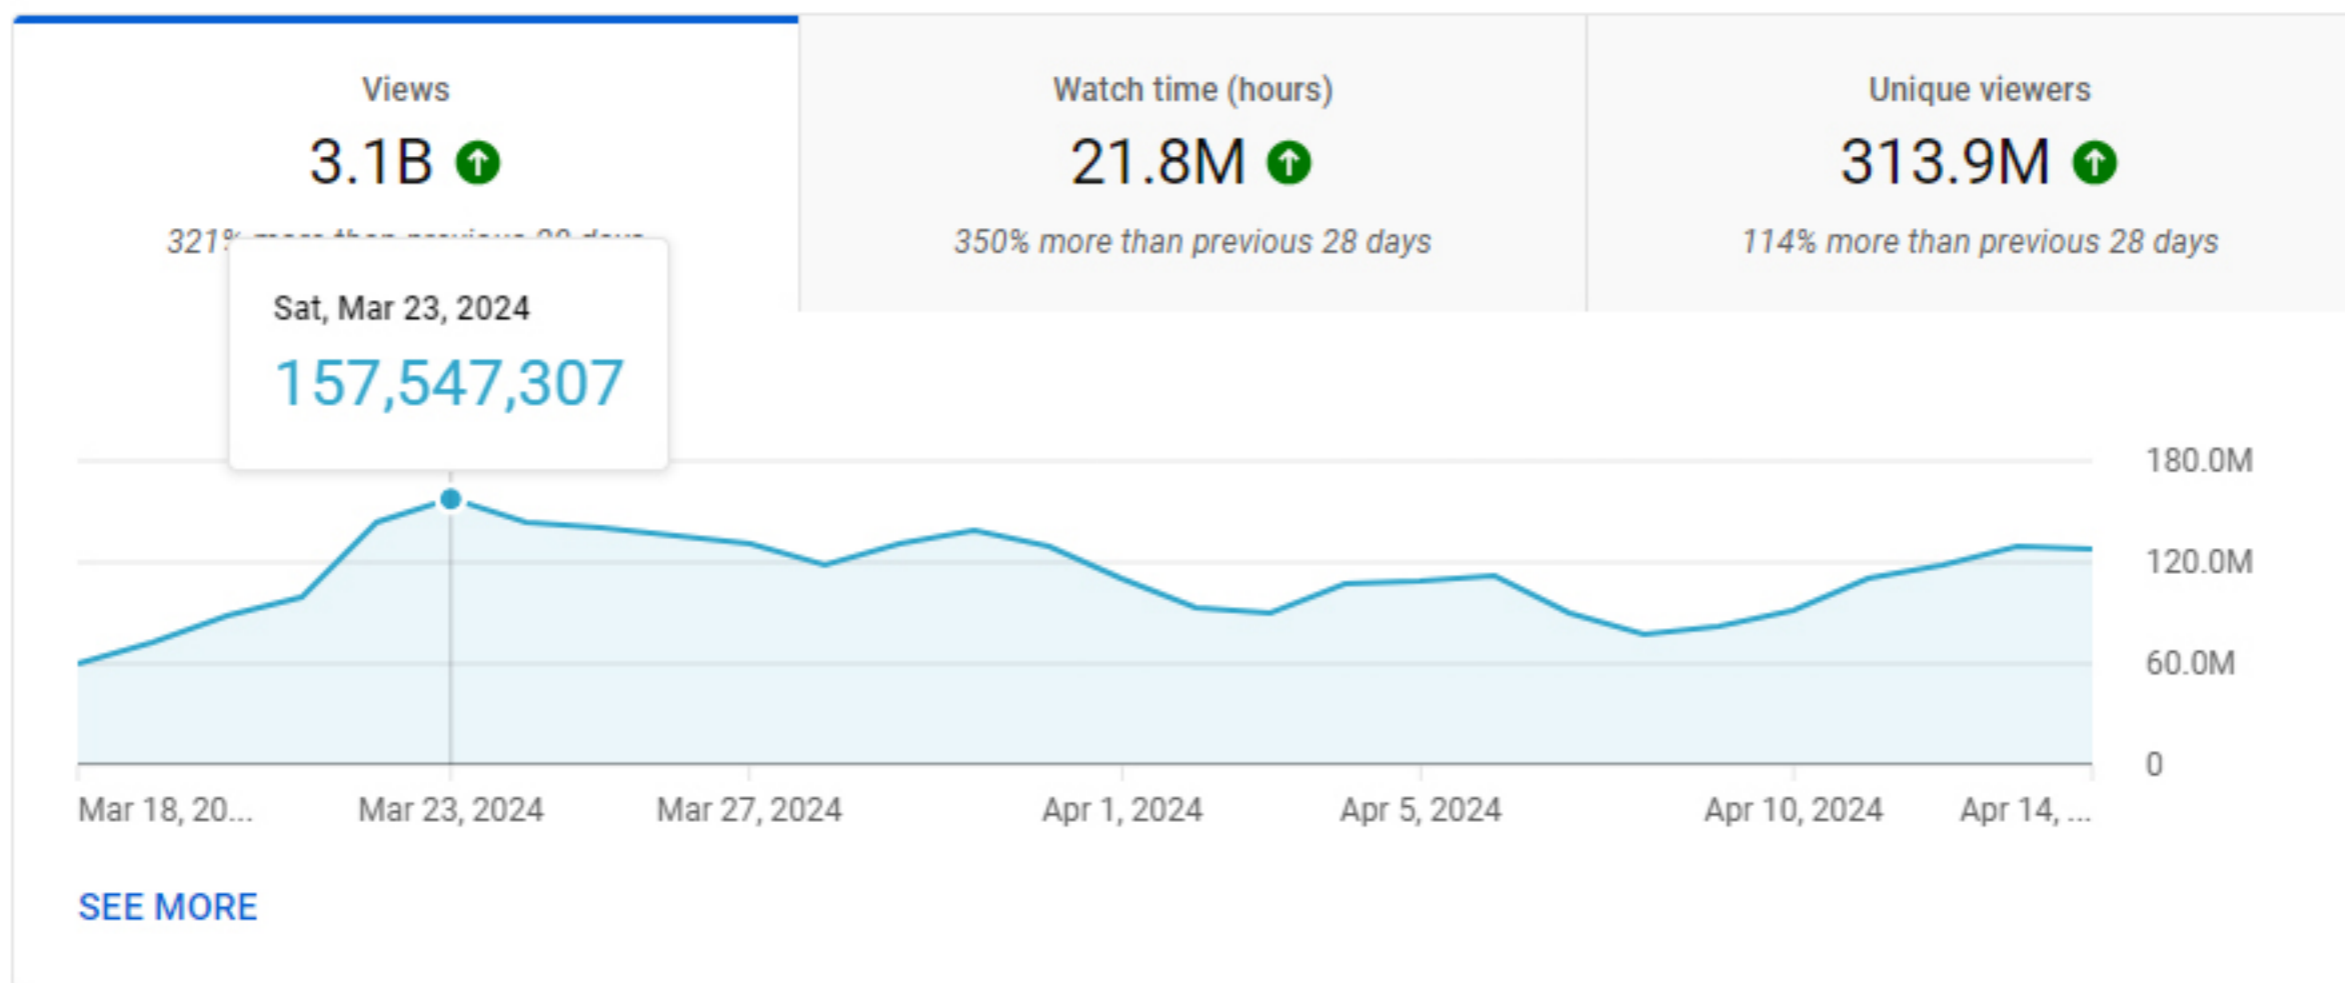 Views
3.1B
321%
Watch time (hours)
21.8M
350% more than previous 28 days
Unique viewers
313.9M
114% more than previous 28 days
Sat, Mar 23, 2024
157,547,307
180.0M
120.0M
60.0M
0
Mar 18, 20...
Mar 23, 2024
Mar 27, 2024
Apr 1, 2024
Apr 5, 2024
Apr 10, 2024
Apr 14, ...
SEE MORE